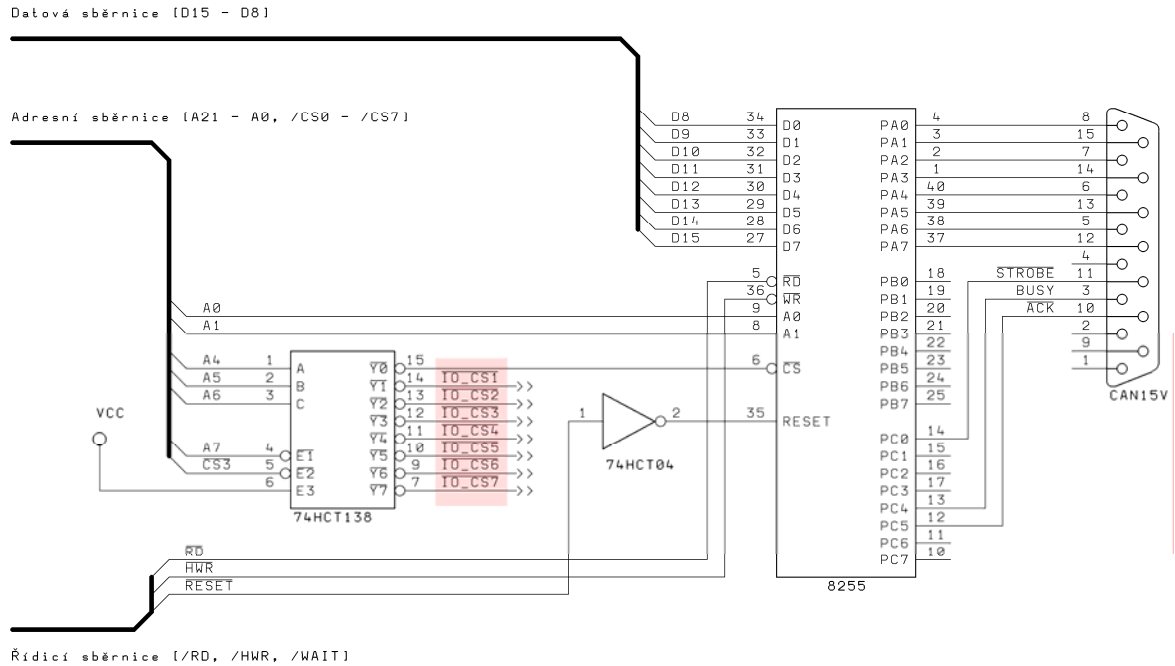 Datová sběrnice [D15 - D8]
Adresní sběrnice [A21 - A0, /CS0 - /CS7]
D8 34 D0 PA0 4 8
D9 33 D1 PA1 3 15
D10 32 D2 PA2 2 7
D11 31 D3 PA3 1 14
D12 30 D4 PA4 40 6
D13 29 D5 PA5 39 13
D14 28 D6 PA6 38 5
D15 27 D7 PA7 37 12
4
5 RD PB0 18 STROBE 11
36 WR PB1 19 BUSY 3
A0 9 A0 PB2 20 ACK 10
A1 8 A1 PB3 21 2
PB4 22 9
A4 1 A Y0 15 6 CS PB5 23 1
A5 2 B Y1 14 IO_CS1 PB6 24
A6 3 C Y2 13 IO_CS2 PB7 25
CAN15V
VCC
Y3 12 IO_CS3 1 2 35 RESET
Y4 11 IO_CS4 PC0 14
A7 4 E1 Y5 10 IO_CS5 PC1 15
74HCT04
CS3 5 E2 Y6 9 IO_CS6 PC2 16
6 E3 Y7 7 IO_CS7 PC3 17
74HCT138
PC4 13
PC5 12
PC6 11
PC7 10
RD
HWR
RESET
8255
Řídicí sběrnice [/RD, /HWR, /WAIT]